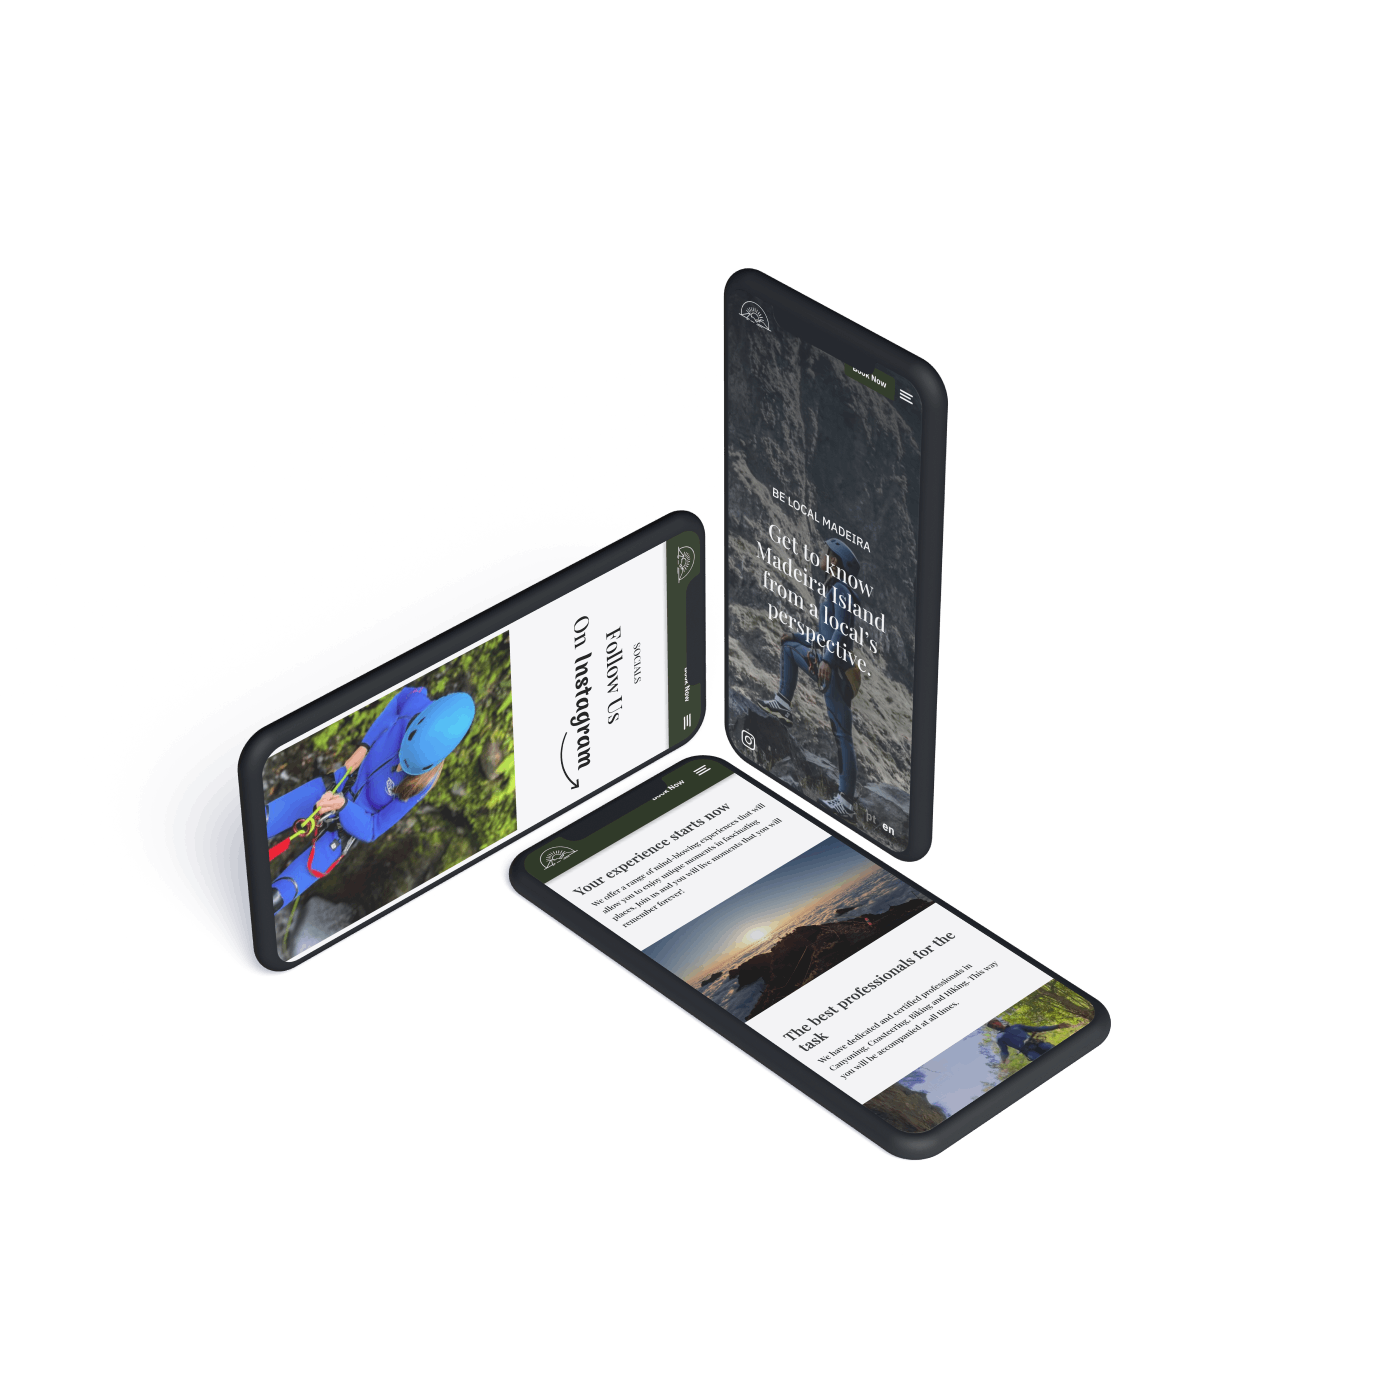 Book Now
BE LOCAL MADEIRA
Get to know
Madeira Island
from a local's
perspective.
pt en
Book Now
SOCIALS
Follow Us
On Instagram
Book Now
Your experience starts now
We offer a range of mind-blowing experiences that will
allow you to enjoy unique moments in fascinating
places. Join us and you will live moments that you will
remember forever!
The best professionals for the
task
We have dedicated and certified professionals in
Canyoning, Coasteering, Biking and Hiking. This way
you will be accompanied at all times.